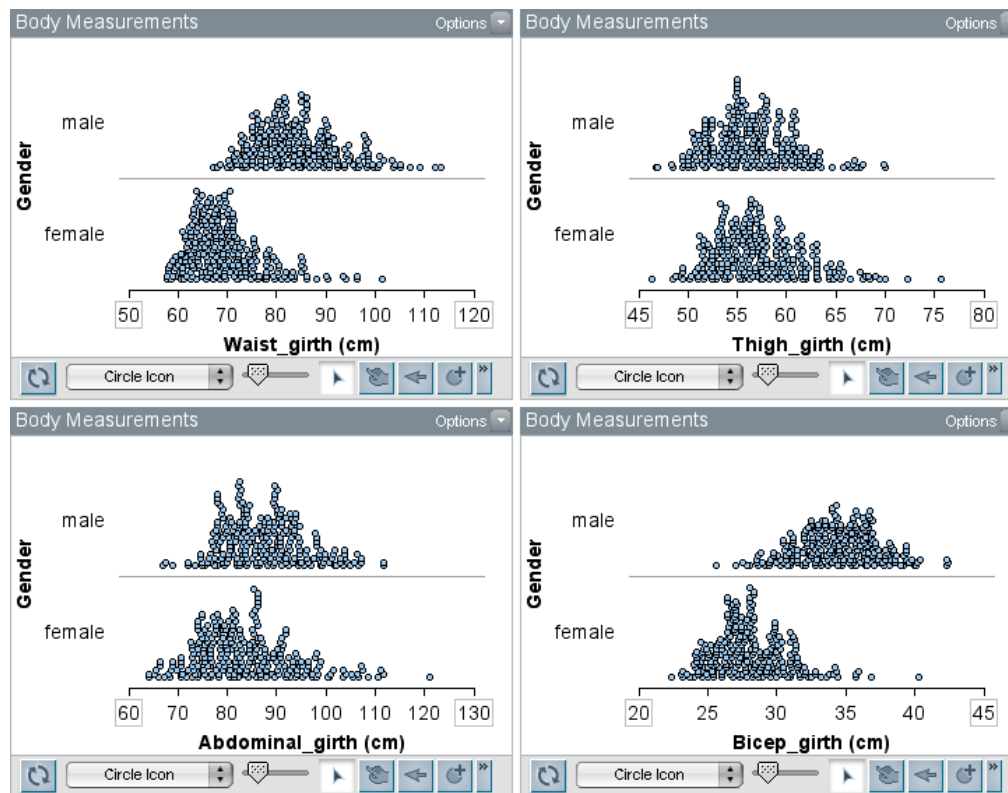 Body Measurements Options
male
Gender
female
50 60 70 80 90 100 110 120
Waist_girth (cm)
Circle Icon »
Body Measurements Options
male
Gender
female
45 50 55 60 65 70 75 80
Thigh_girth (cm)
Circle Icon »
Body Measurements Options
male
Gender
female
60 70 80 90 100 110 120 130
Abdominal_girth (cm)
Circle Icon »
Body Measurements Options
male
Gender
female
20 25 30 35 40 45
Bicep_girth (cm)
Circle Icon »